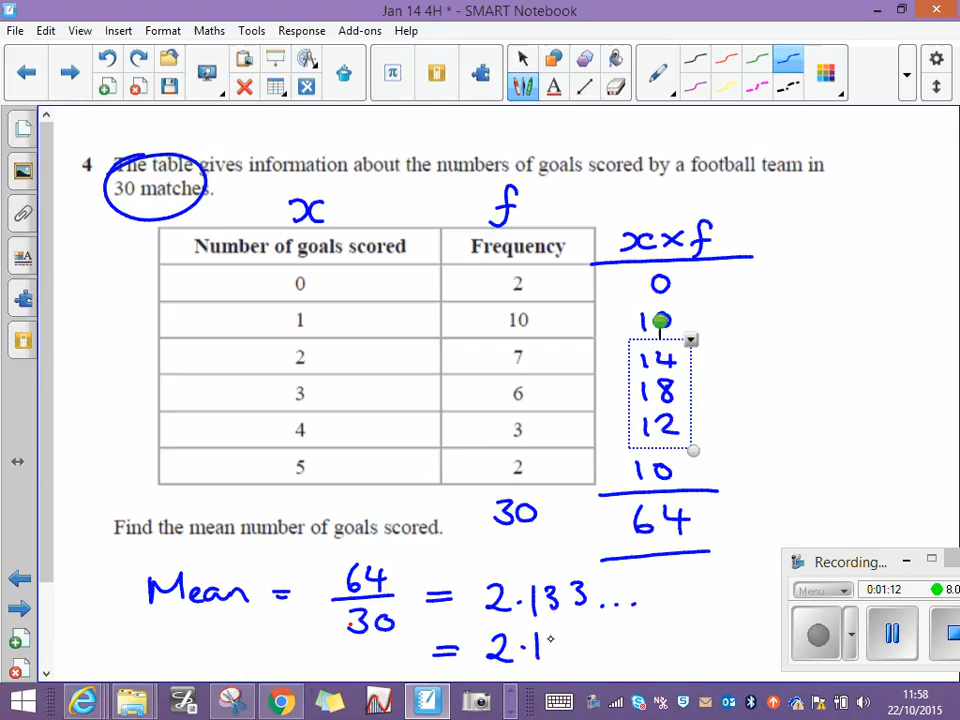 Jan 14 4H * - SMART Notebook
File Edit View Insert Format Maths Tools Response Add-ons Help
4 The table gives information about the numbers of goals scored by a football team in
30 matches.
x f
Number of goals scored Frequency x×f
0 2 0
1 10 10
2 7 14
3 6 18
4 3 12
5 2 10
30 64
Find the mean number of goals scored.
Mean = 64/30 = 2.133...
= 2.1
Recording...
Menu 0:01:12 8.0
11:58
22/10/2015